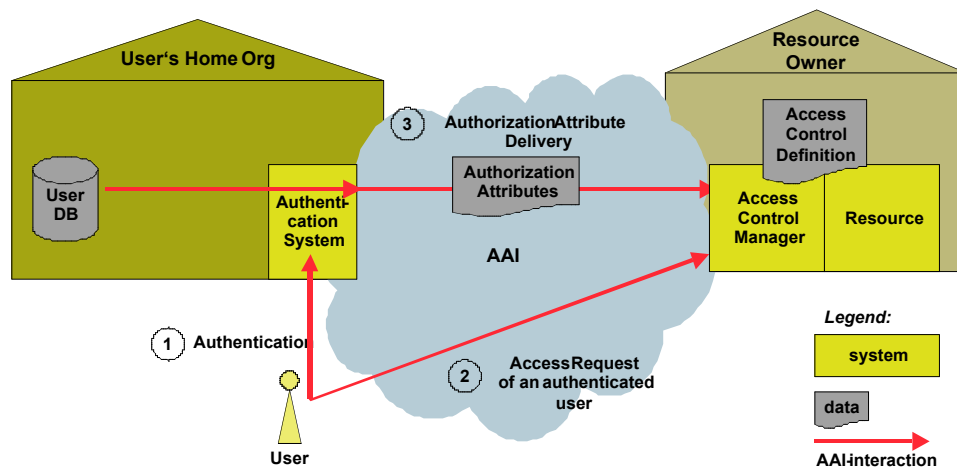 User's Home Org
Resource
Owner
3
Authorization Attribute
Delivery
Access
Control
Definition
User
DB
Authenti-
cation
System
Authorization
Attributes
Access
Control
Manager
Resource
AAI
1
Authentication
2
Access Request
of an authenticated
user
User
Legend:
system
data
AAI-interaction